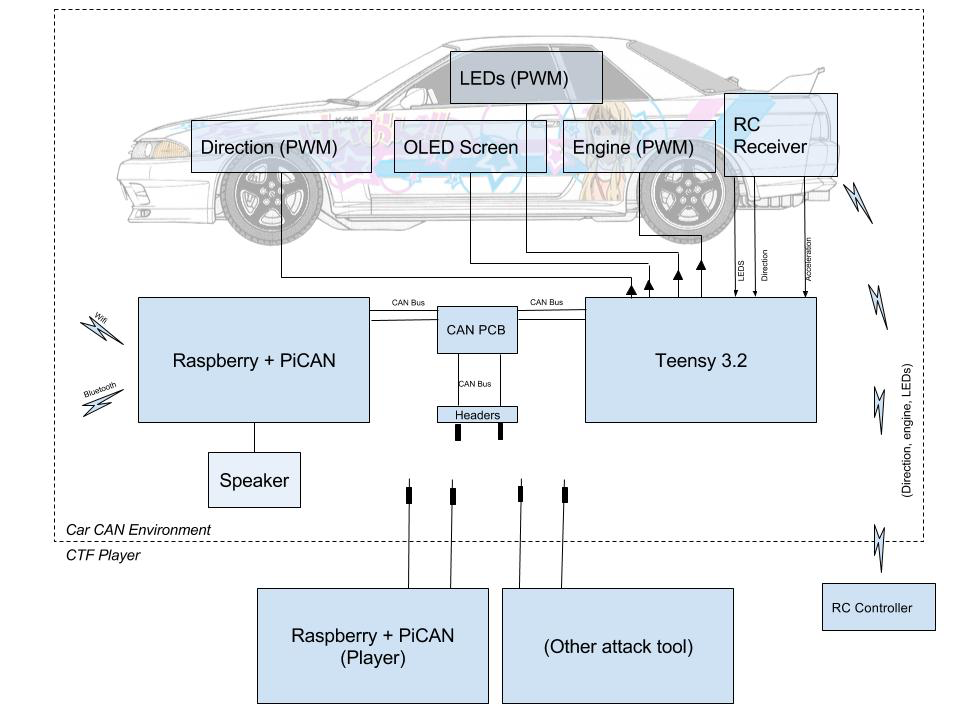 LEDs (PWM)
RC
Receiver
Direction (PWM)
OLED Screen
Engine (PWM)
LEDS
Direction
Acceleration
Wifi
Bluetooth
CAN Bus
CAN Bus
CAN PCB
Raspberry + PiCAN
Teensy 3.2
CAN Bus
Headers
(Direction, engine, LEDs)
Speaker
Car CAN Environment
CTF Player
RC Controller
Raspberry + PiCAN
(Player)
(Other attack tool)